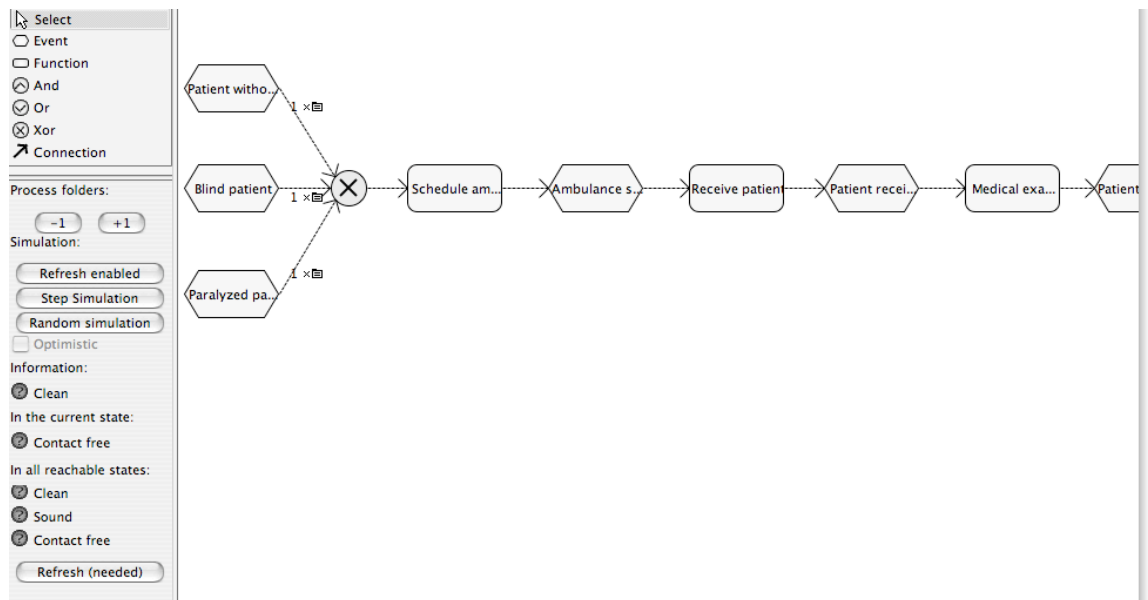 Select
Event
Function
And
Or
Xor
Connection
Process folders:
-1 +1
Simulation:
Refresh enabled
Step Simulation
Random simulation
Optimistic
Information:
Clean
In the current state:
Contact free
In all reachable states:
Clean
Sound
Contact free
Refresh (needed)
Patient witho...
1 ×
Blind patient
1 ×
Schedule am...
Ambulance s...
Receive patient
Patient recei...
Medical exa...
Patient
Paralyzed pa...
1 ×